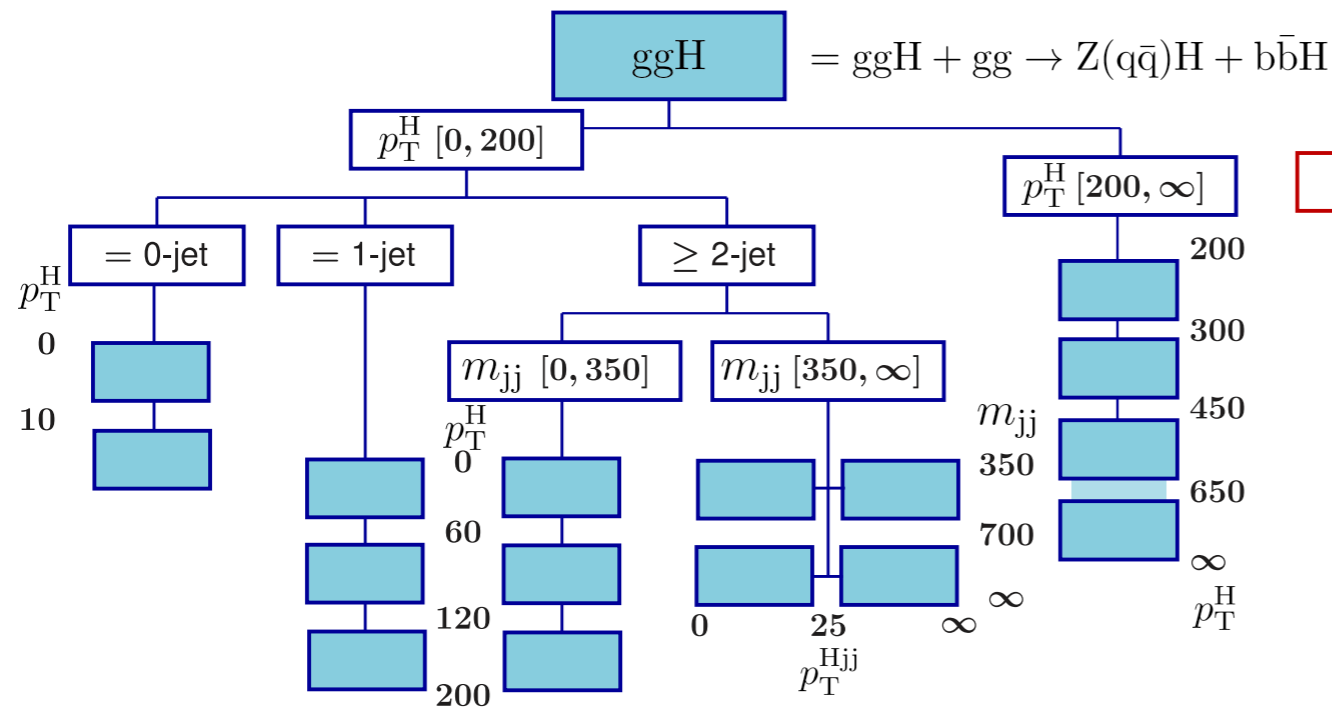 ggH = ggH + gg → Z(qq̄)H + bb̄H
p_T^H [0, 200]
p_T^H [200, ∞]
= 0-jet
= 1-jet
≥ 2-jet
200
p_T^H
0
300
m_jj [0, 350]
m_jj [350, ∞]
10
450
p_T^H
m_jj
0
350
650
60
700
∞
120
0
25
∞
∞
p_T^H
p_T^Hjj
200